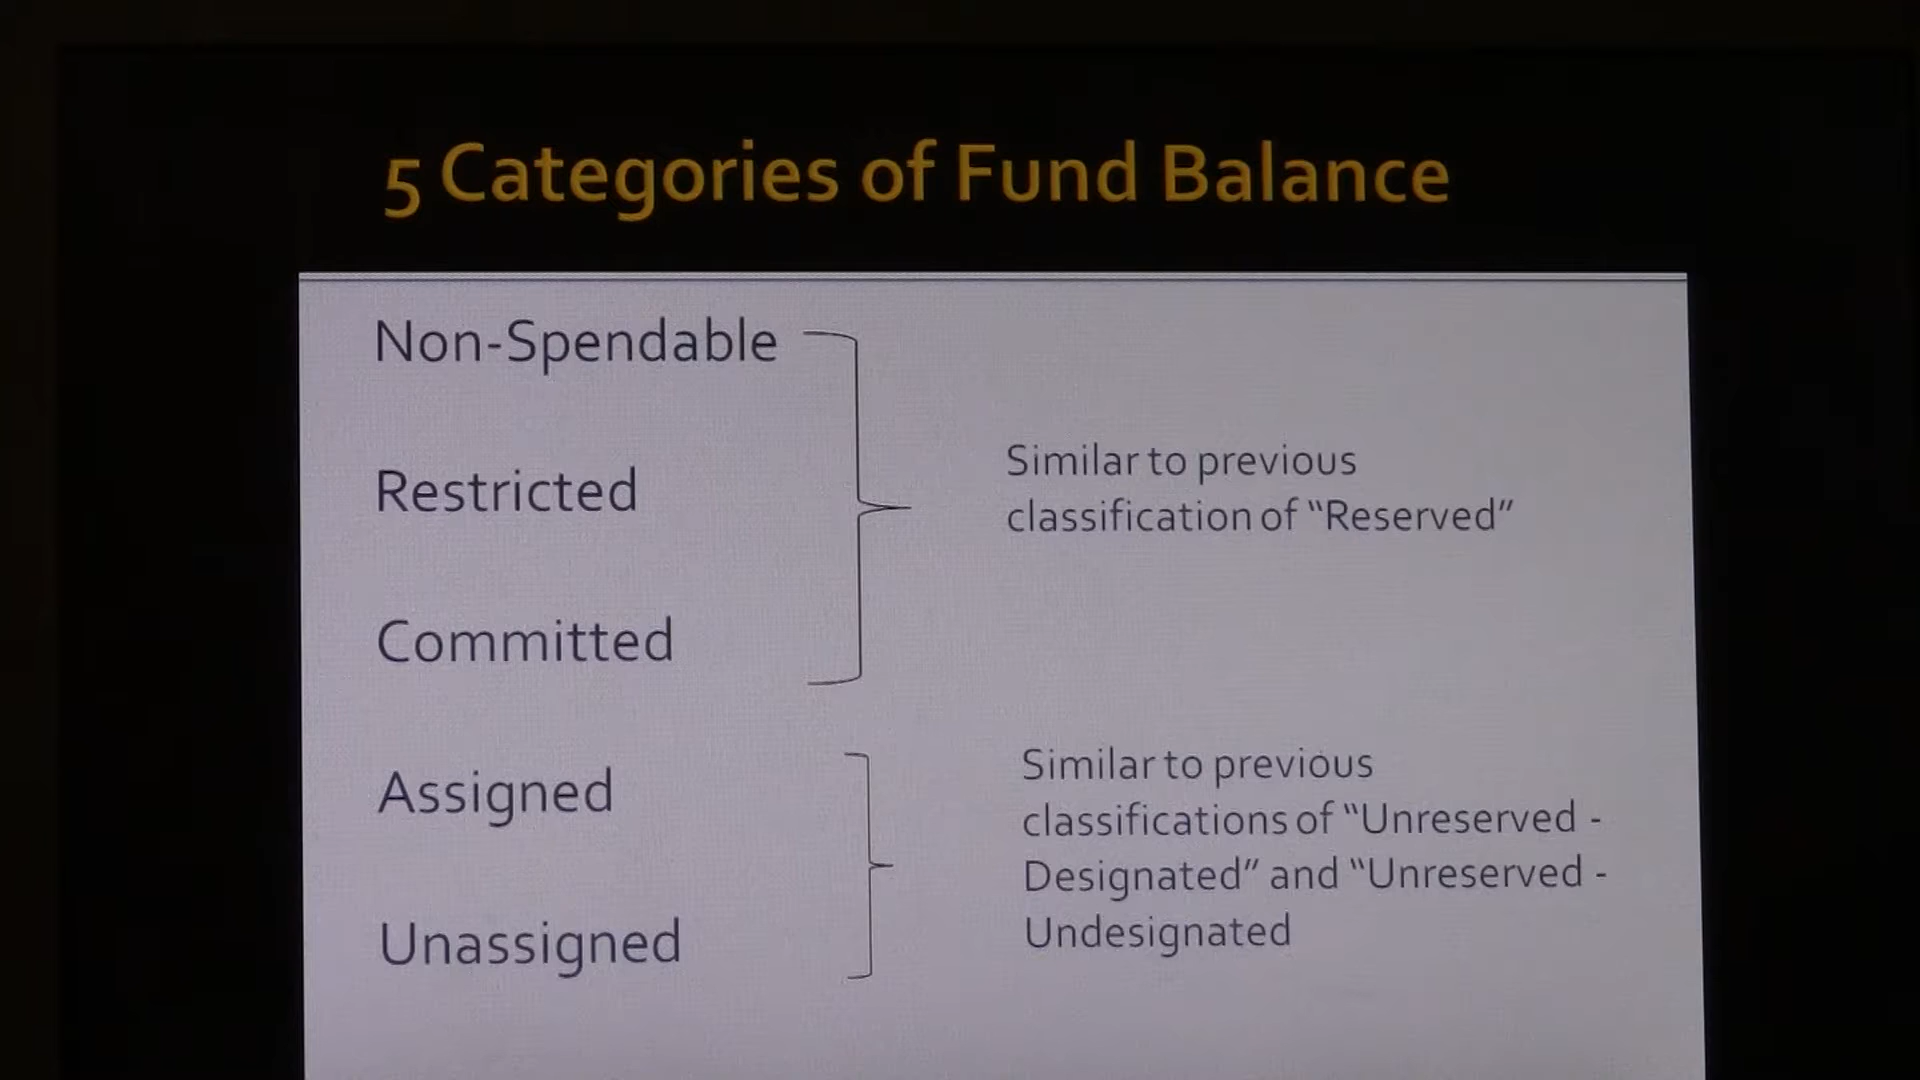 5 Categories of Fund Balance
Non-Spendable
Restricted
Committed
Assigned
Unassigned
Similar to previous
classification of “Reserved”
Similar to previous
classifications of “Unreserved -
Designated” and “Unreserved -
Undesignated